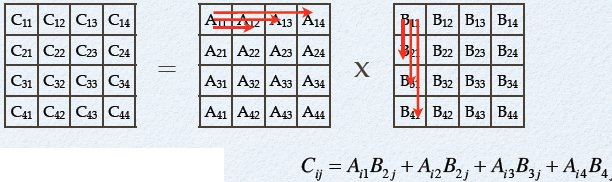 C₁₁ C₁₂ C₁₃ C₁₄ A₁₁ A₁₂ A₁₃ A₁₄ B₁₁ B₁₂ B₁₃ B₁₄
C₂₁ C₂₂ C₂₃ C₂₄ A₂₁ A₂₂ A₂₃ A₂₄ B₂₁ B₂₂ B₂₃ B₂₄
= x
C₃₁ C₃₂ C₃₃ C₃₄ A₃₁ A₃₂ A₃₃ A₃₄ B₃₁ B₃₂ B₃₃ B₃₄
C₄₁ C₄₂ C₄₃ C₄₄ A₄₁ A₄₂ A₄₃ A₄₄ B₄₁ B₄₂ B₄₃ B₄₄
Cᵢⱼ = Aᵢ₁B₂ⱼ + Aᵢ₂B₂ⱼ + Aᵢ₃B₃ⱼ + Aᵢ₄B₄ⱼ